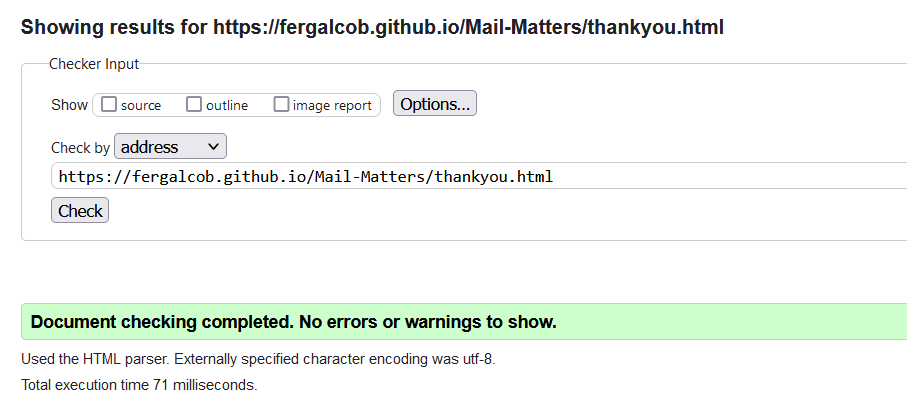 Showing results for https://fergalcob.github.io/Mail-Matters/thankyou.html
Checker Input
Show source outline image report Options...
Check by address
https://fergalcob.github.io/Mail-Matters/thankyou.html
Check
Document checking completed. No errors or warnings to show.
Used the HTML parser. Externally specified character encoding was utf-8.
Total execution time 71 milliseconds.